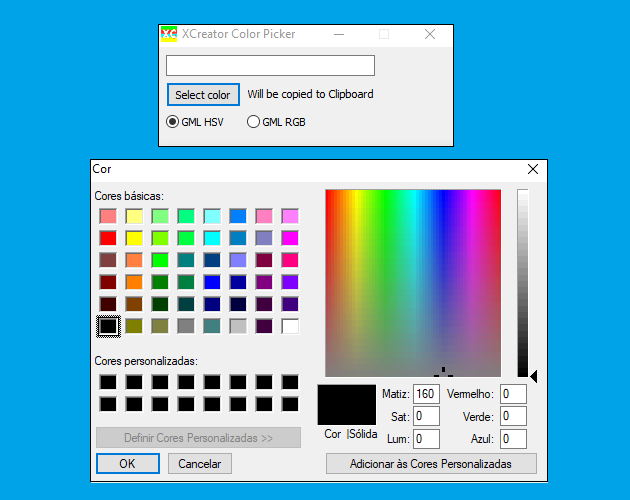 XCreator Color Picker
Select color Will be copied to Clipboard
GML HSV GML RGB
Cor
Cores básicas:
Cores personalizadas:
Definir Cores Personalizadas >>
OK Cancelar
Cor |Sólida
Matiz: 160 Vermelho: 0
Sat: 0 Verde: 0
Lum: 0 Azul: 0
Adicionar às Cores Personalizadas